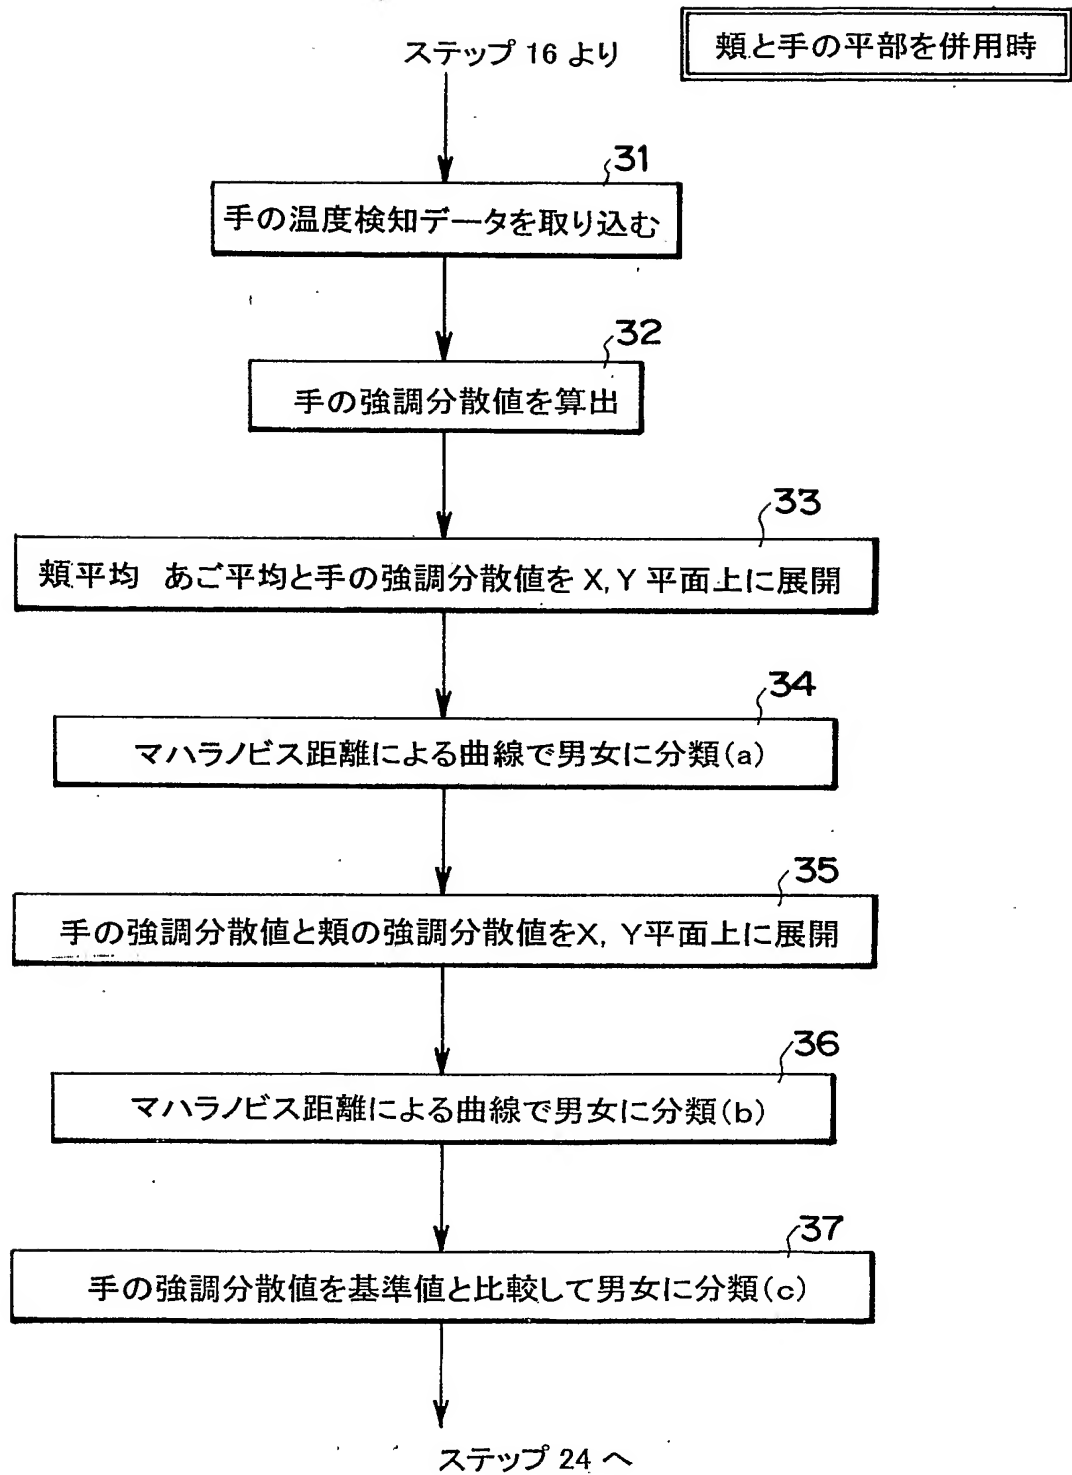 頬と手の平部を併用時
ステップ 16 より
31
手の温度検知データを取り込む
32
手の強調分散値を算出
33
頬平均 あご平均と手の強調分散値を X, Y 平面上に展開
34
マハラノビス距離による曲線で男女に分類(a)
35
手の強調分散値と頬の強調分散値をX, Y平面上に展開
36
マハラノビス距離による曲線で男女に分類(b)
37
手の強調分散値を基準値と比較して男女に分類(c)
ステップ 24 へ